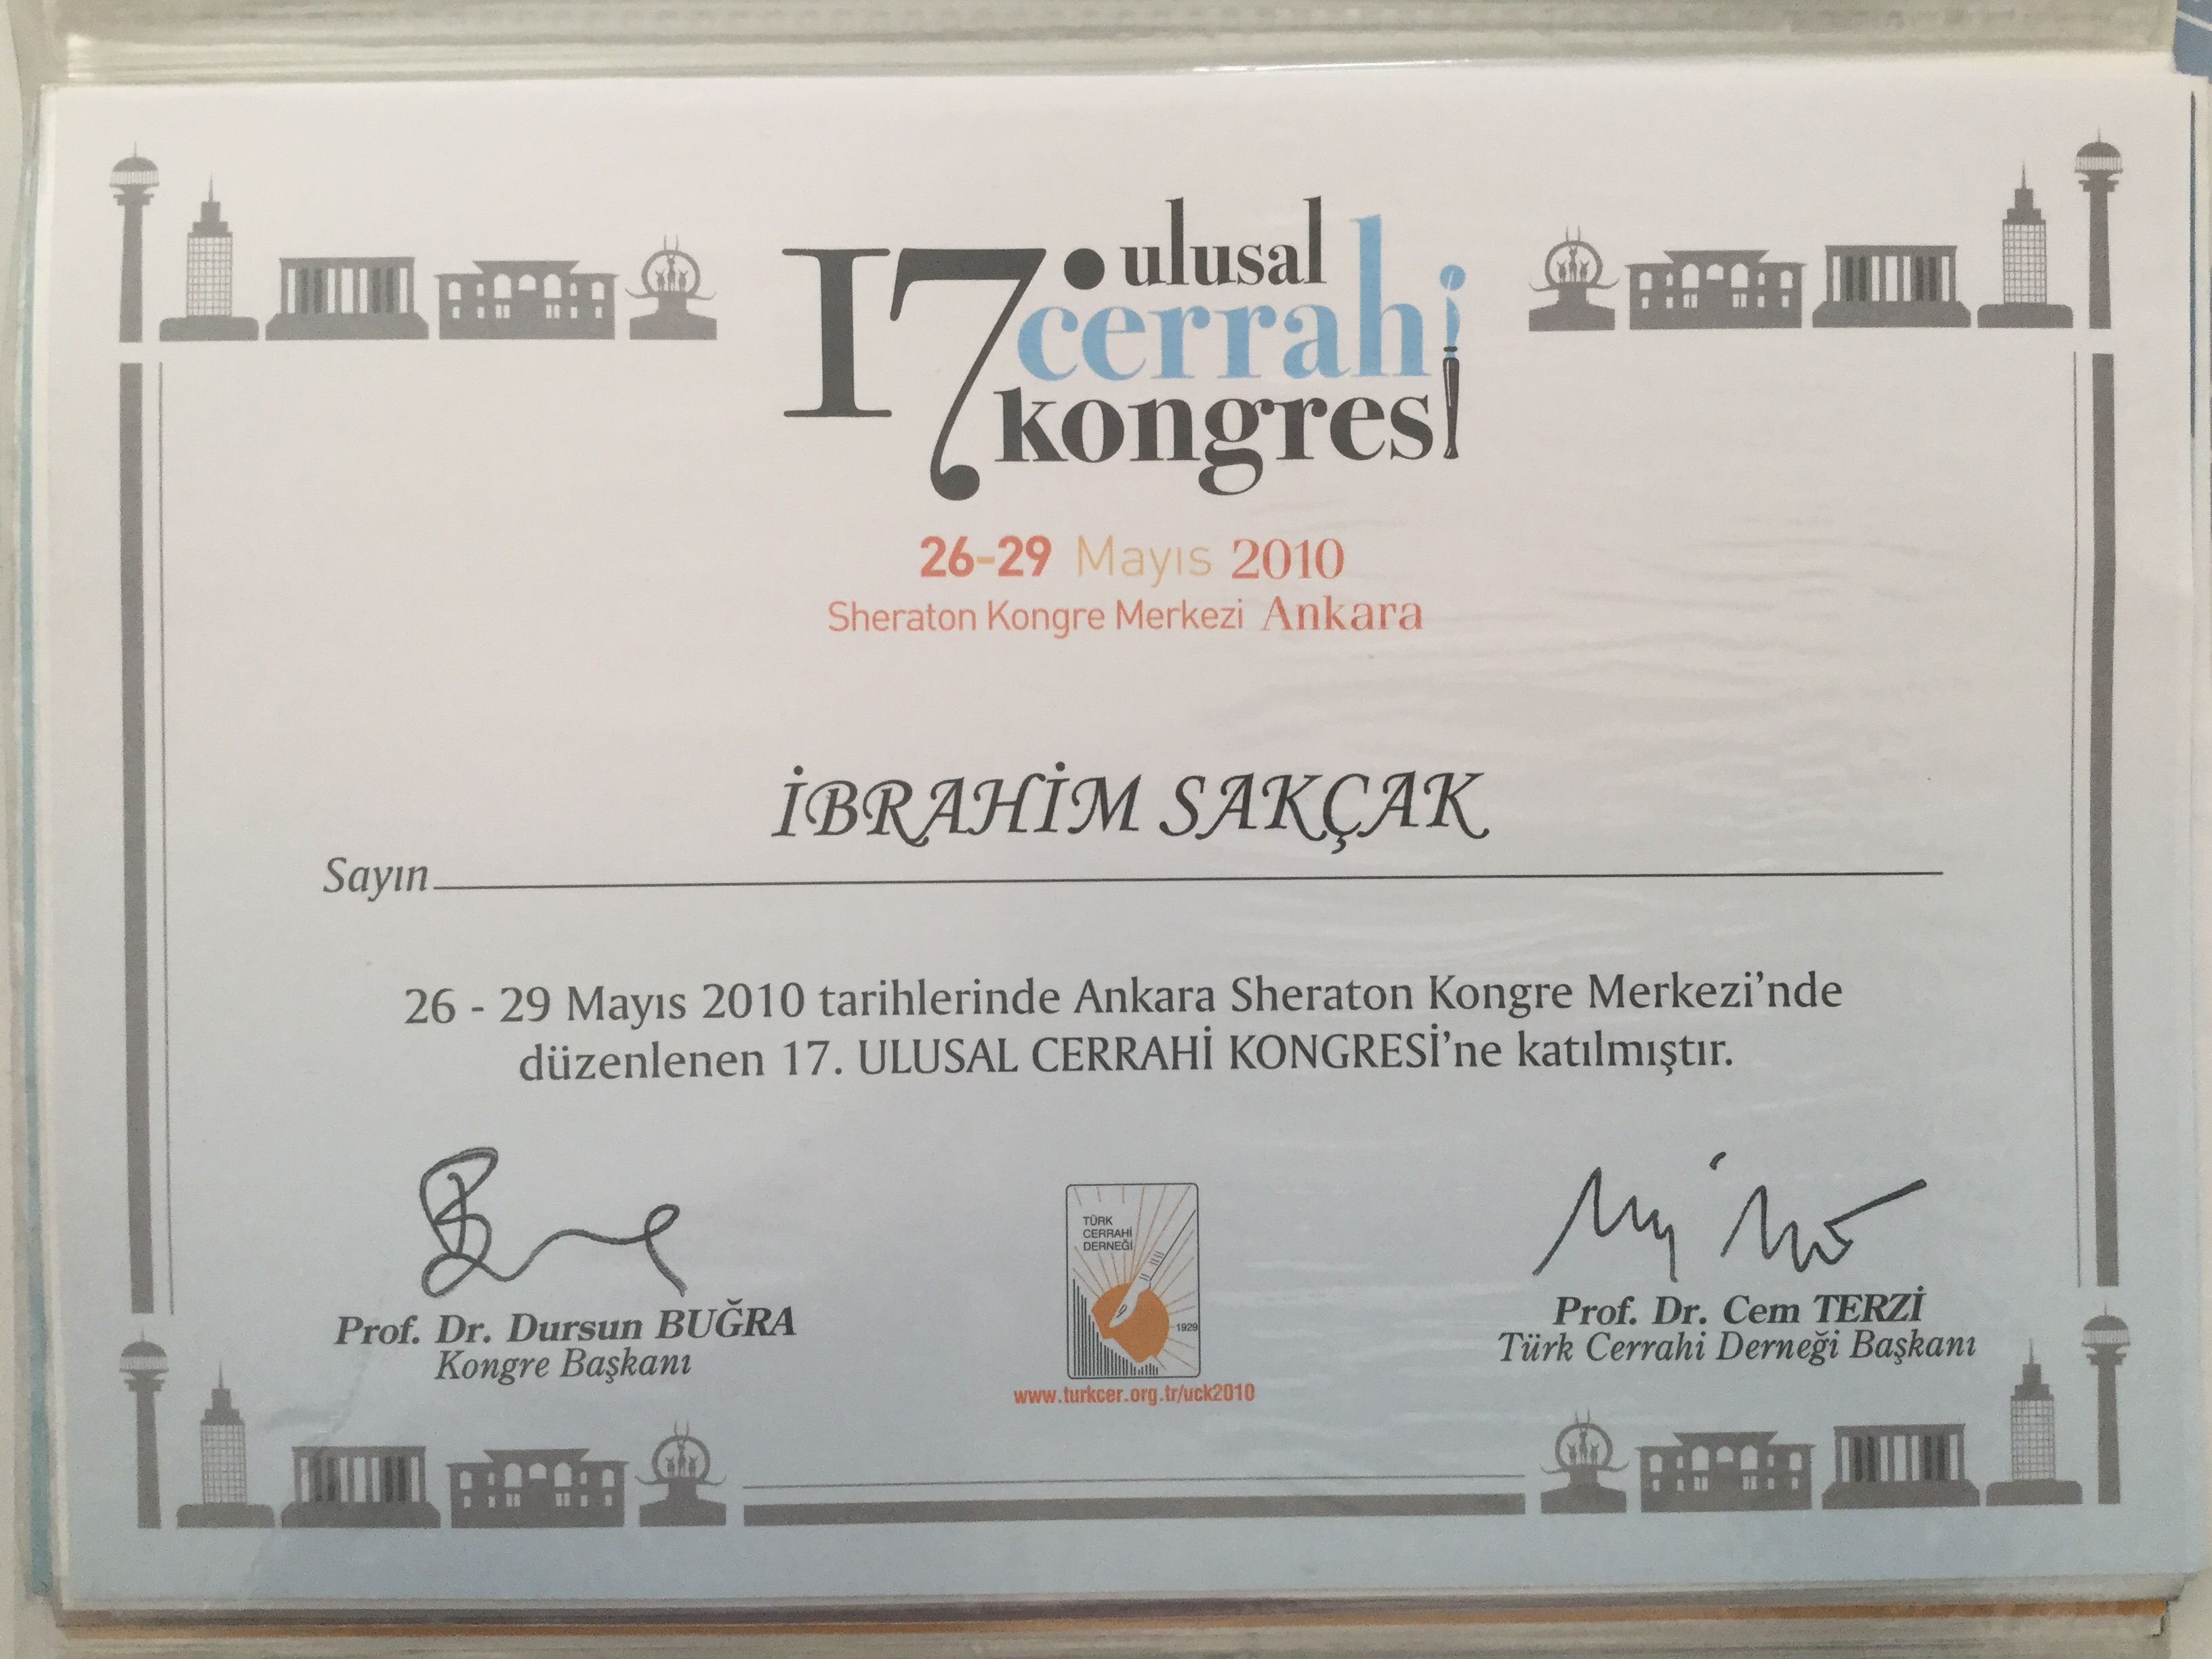 17. ulusal
cerrahi
kongresi
26-29 Mayıs 2010
Sheraton Kongre Merkezi Ankara
İBRAHİM SAKÇAK
Sayın
26 - 29 Mayıs 2010 tarihlerinde Ankara Sheraton Kongre Merkezi'nde
düzenlenen 17. ULUSAL CERRAHİ KONGRESİ'ne katılmıştır.
TÜRK
CERRAHİ
DERNEĞİ
1929
Prof. Dr. Dursun BUĞRA
Kongre Başkanı
Prof. Dr. Cem TERZİ
Türk Cerrahi Derneği Başkanı
www.turkcer.org.tr/uck2010